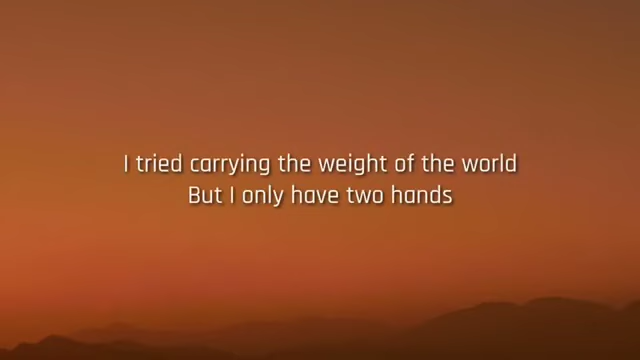 I tried carrying the weight of the world
But I only have two hands